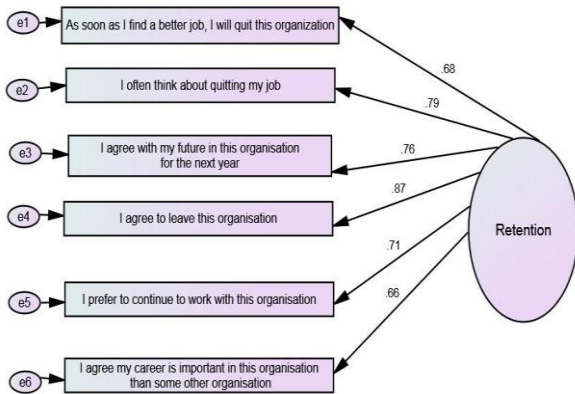 e1
As soon as I find a better job, I will quit this organization
.68
e2
I often think about quitting my job
.79
e3
I agree with my future in this organisation
for the next year
.76
e4
I agree to leave this organisation
.87
Retention
e5
I prefer to continue to work with this organisation
.71
e6
I agree my career is important in this organisation
than some other organisation
.66